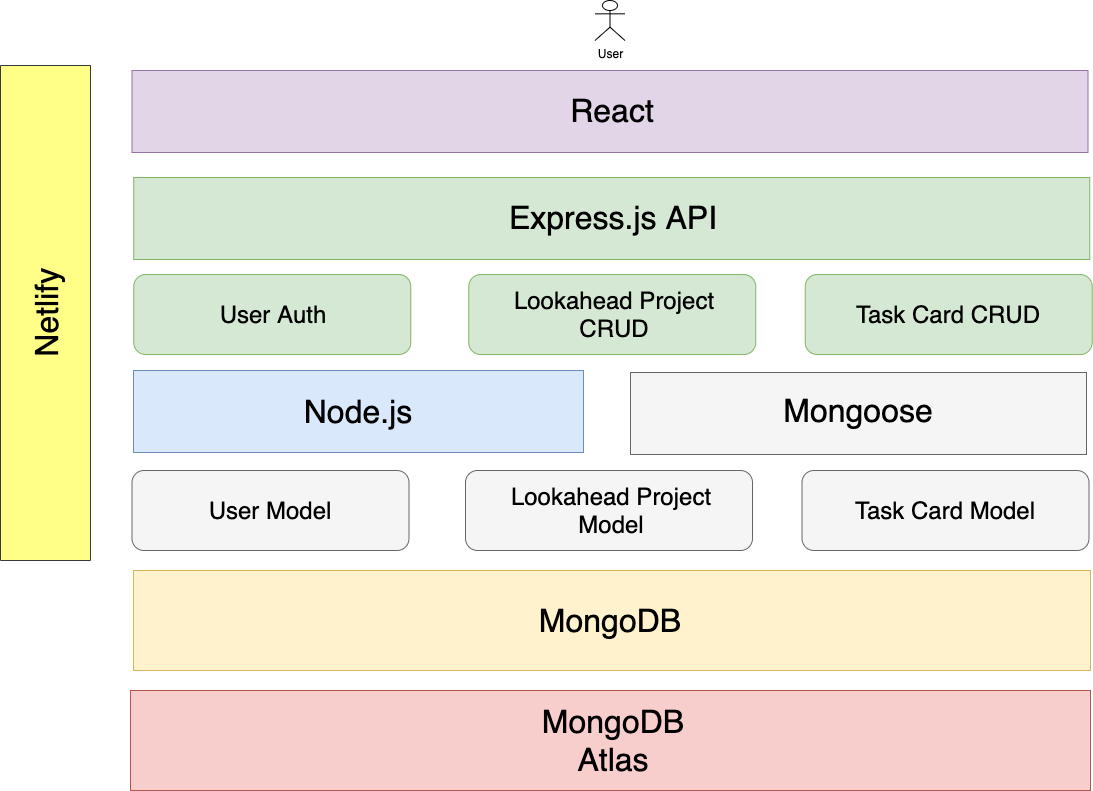 User
React
Netlify
Express.js API
User Auth
Lookahead Project
CRUD
Task Card CRUD
Node.js
Mongoose
User Model
Lookahead Project
Model
Task Card Model
MongoDB
MongoDB
Atlas